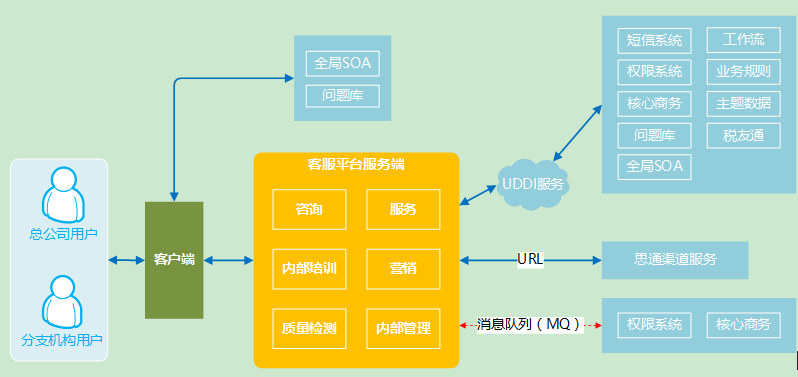 全局SOA
问题库
短信系统
工作流
权限系统
业务规则
核心商务
主题数据
问题库
税友通
全局SOA
UDDI服务
总公司用户
分支机构用户
客户端
客服平台服务端
咨询
服务
内部培训
营销
质量检测
内部管理
URL
思通渠道服务
消息队列（MQ）
权限系统
核心商务